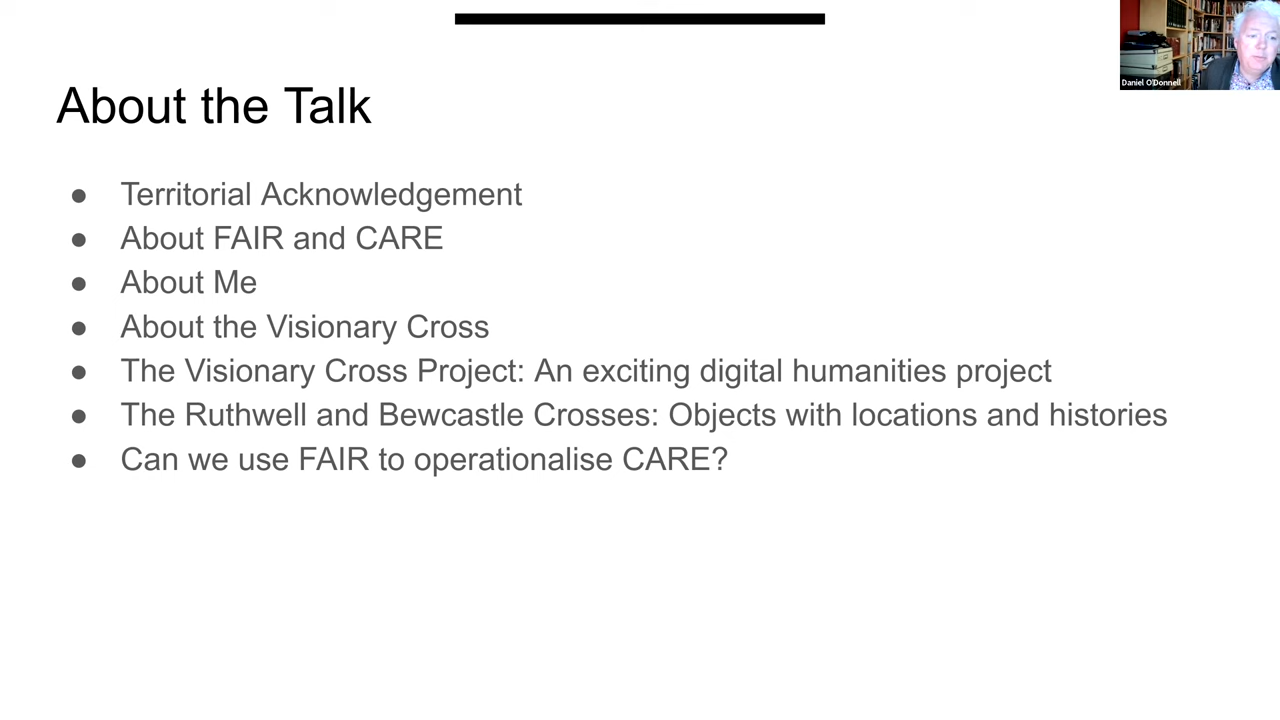 Daniel O'Donnell
About the Talk
● Territorial Acknowledgement
● About FAIR and CARE
● About Me
● About the Visionary Cross
● The Visionary Cross Project: An exciting digital humanities project
● The Ruthwell and Bewcastle Crosses: Objects with locations and histories
● Can we use FAIR to operationalise CARE?